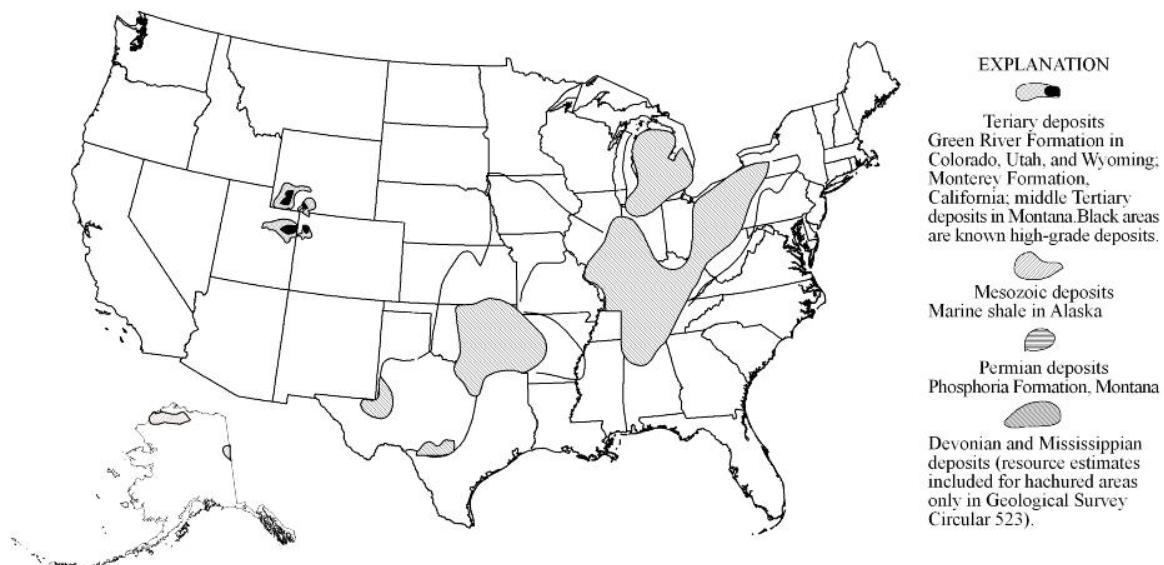 EXPLANATION
Tertiary deposits
Green River Formation in
Colorado, Utah, and Wyoming;
Monterey Formation,
California; middle Tertiary
deposits in Montana.Black areas
are known high-grade deposits.
Mesozoic deposits
Marine shale in Alaska
Permian deposits
Phosphoria Formation, Montana
Devonian and Mississippian
deposits (resource estimates
included for hachured areas
only in Geological Survey
Circular 523).